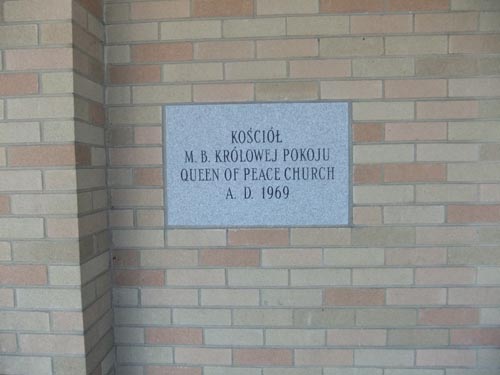 KOŚCIÓŁ
M. B. KRÓLOWEJ POKOJU
QUEEN OF PEACE CHURCH
A. D. 1969